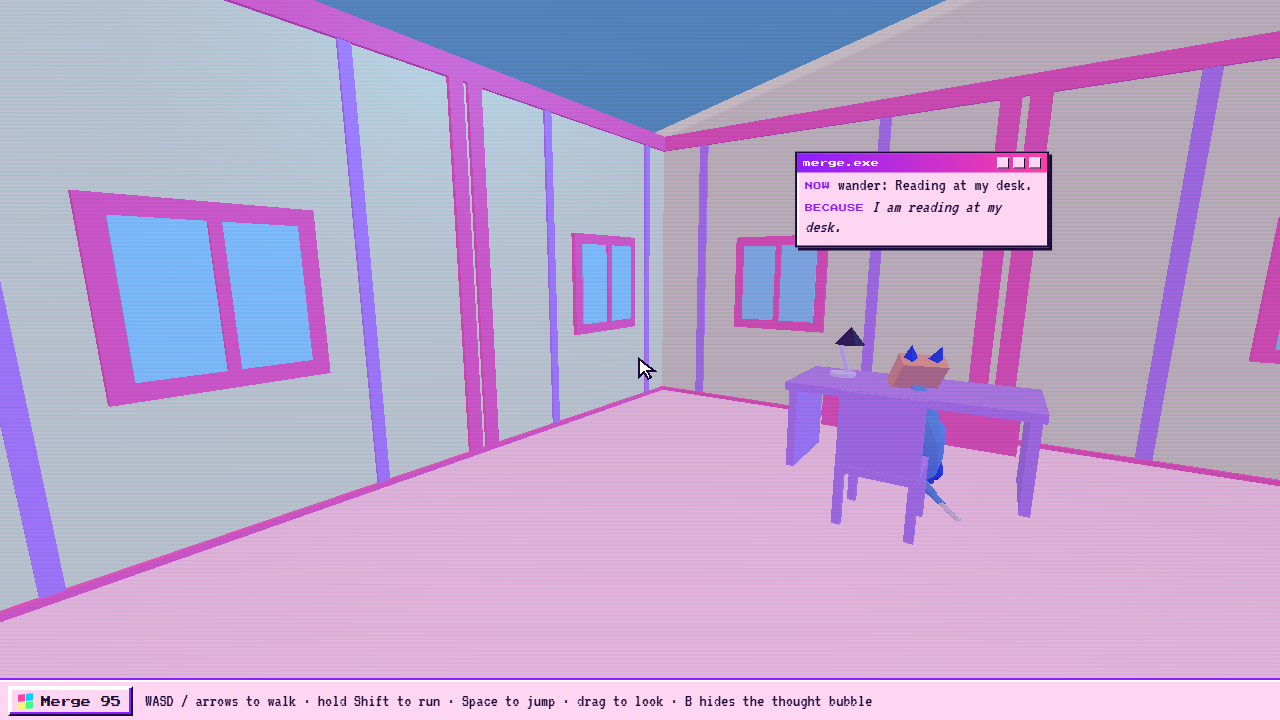 merge.exe
NOW wander: Reading at my desk.
BECAUSE I am reading at my
desk.
Merge 95 WASD / arrows to walk · hold Shift to run · Space to jump · drag to look · B hides the thought bubble